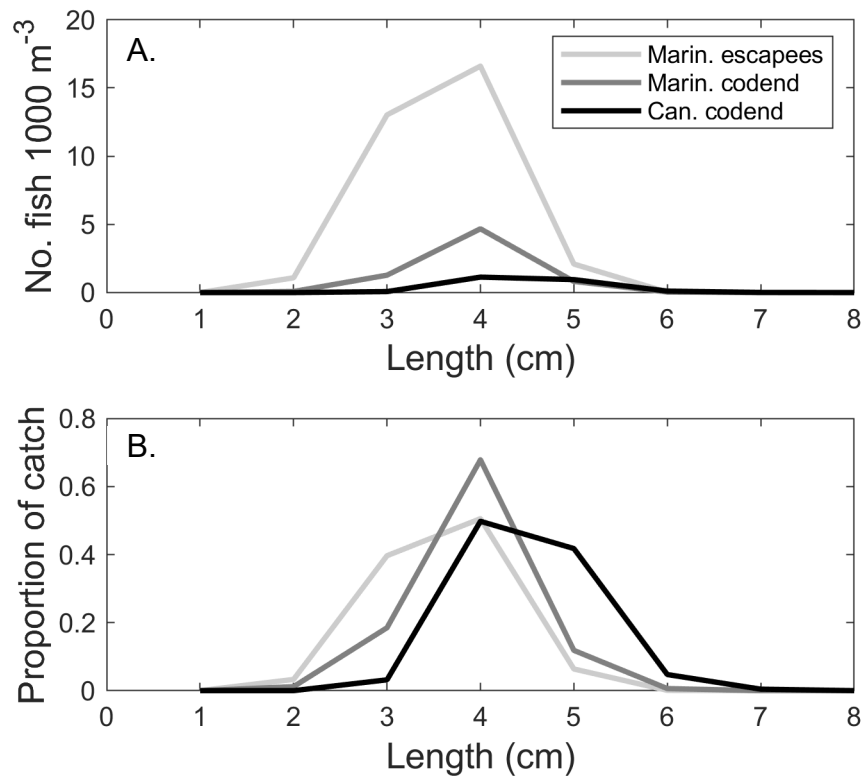 A.
No. fish 1000 m-3
20
15
10
5
0
Marin. escapees
Marin. codend
Can. codend
0 1 2 3 4 5 6 7 8
Length (cm)
B.
Proportion of catch
0.8
0.6
0.4
0.2
0
0 1 2 3 4 5 6 7 8
Length (cm)